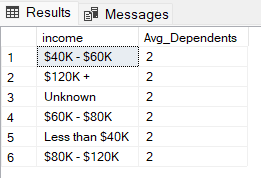 Results Messages
income Avg_Dependents
1 $40K - $60K 2
2 $120K + 2
3 Unknown 2
4 $60K - $80K 2
5 Less than $40K 2
6 $80K - $120K 2